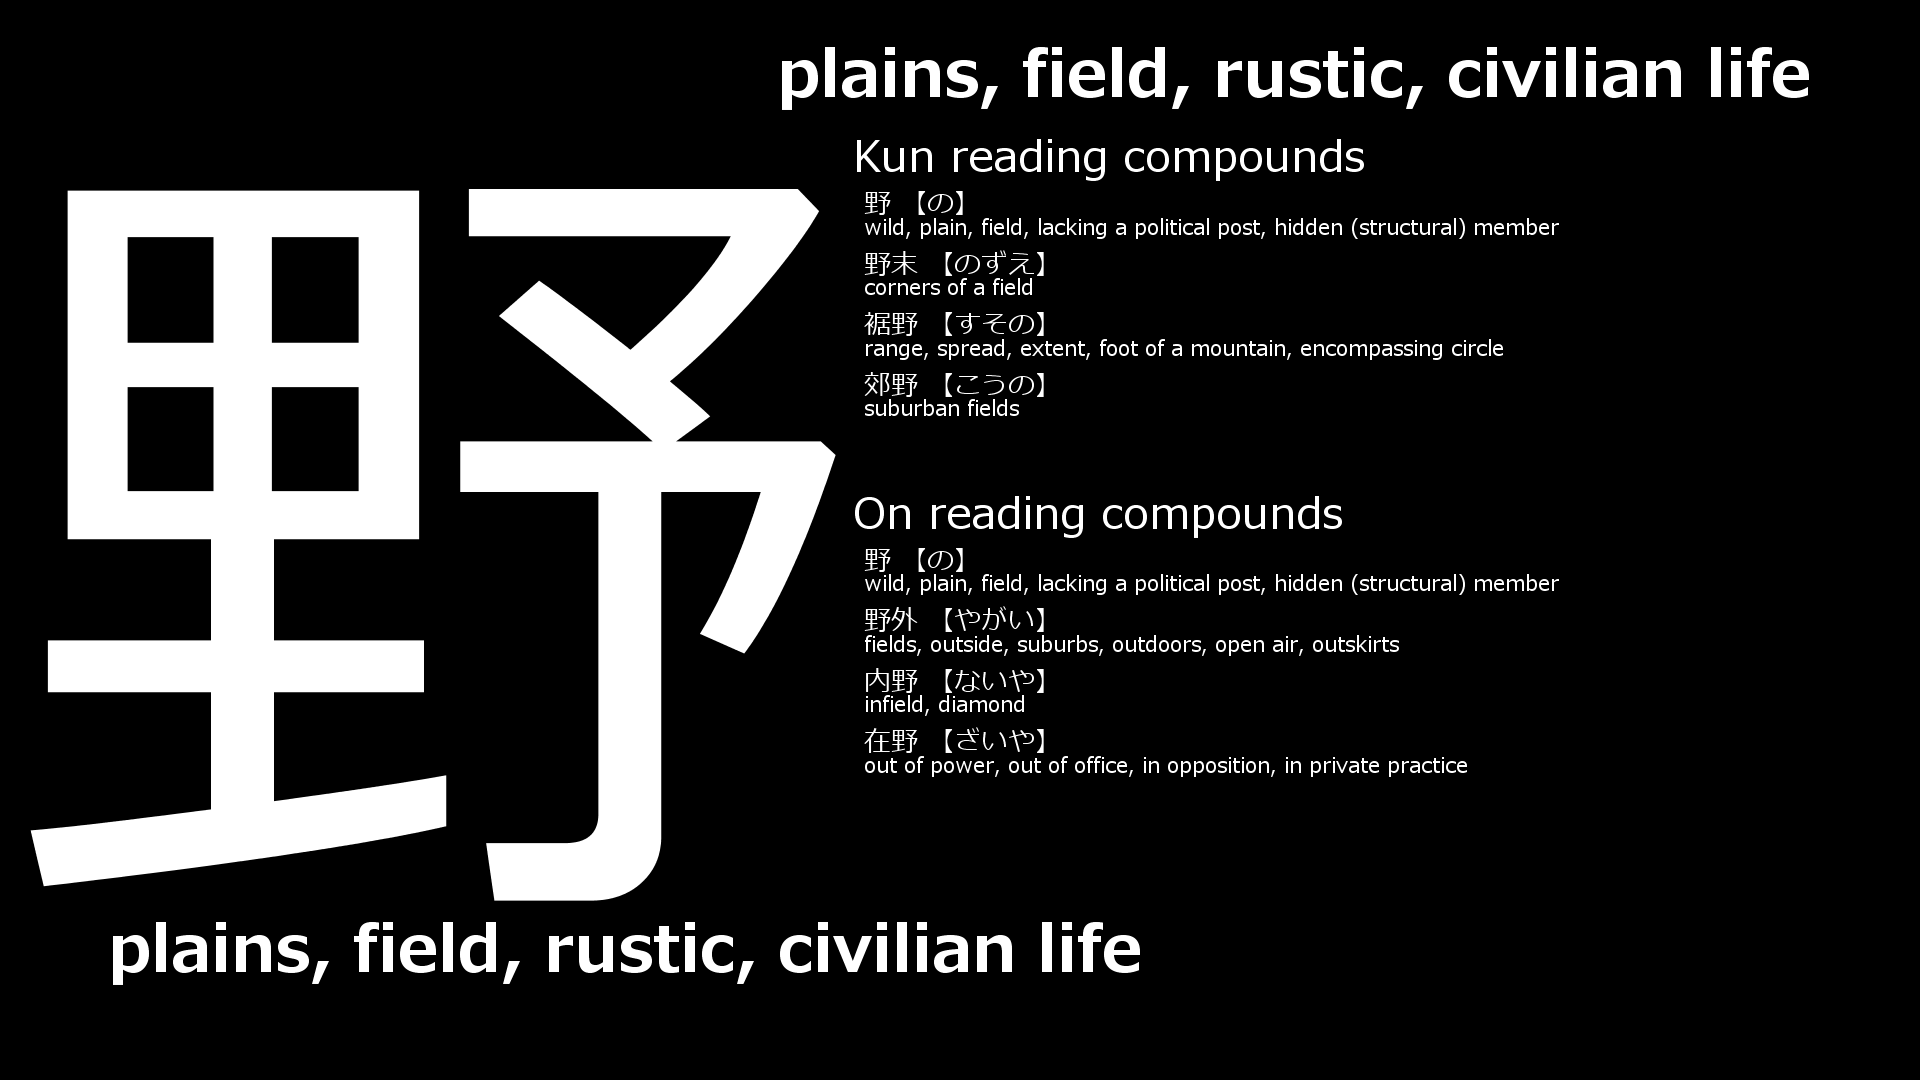 plains, field, rustic, civilian life
野
Kun reading compounds
野 【の】
wild, plain, field, lacking a political post, hidden (structural) member
野末 【のずえ】
corners of a field
裾野 【すその】
range, spread, extent, foot of a mountain, encompassing circle
郊野 【こうの】
suburban fields
On reading compounds
野 【の】
wild, plain, field, lacking a political post, hidden (structural) member
野外 【やがい】
fields, outside, suburbs, outdoors, open air, outskirts
内野 【ないや】
infield, diamond
在野 【ざいや】
out of power, out of office, in opposition, in private practice
plains, field, rustic, civilian life